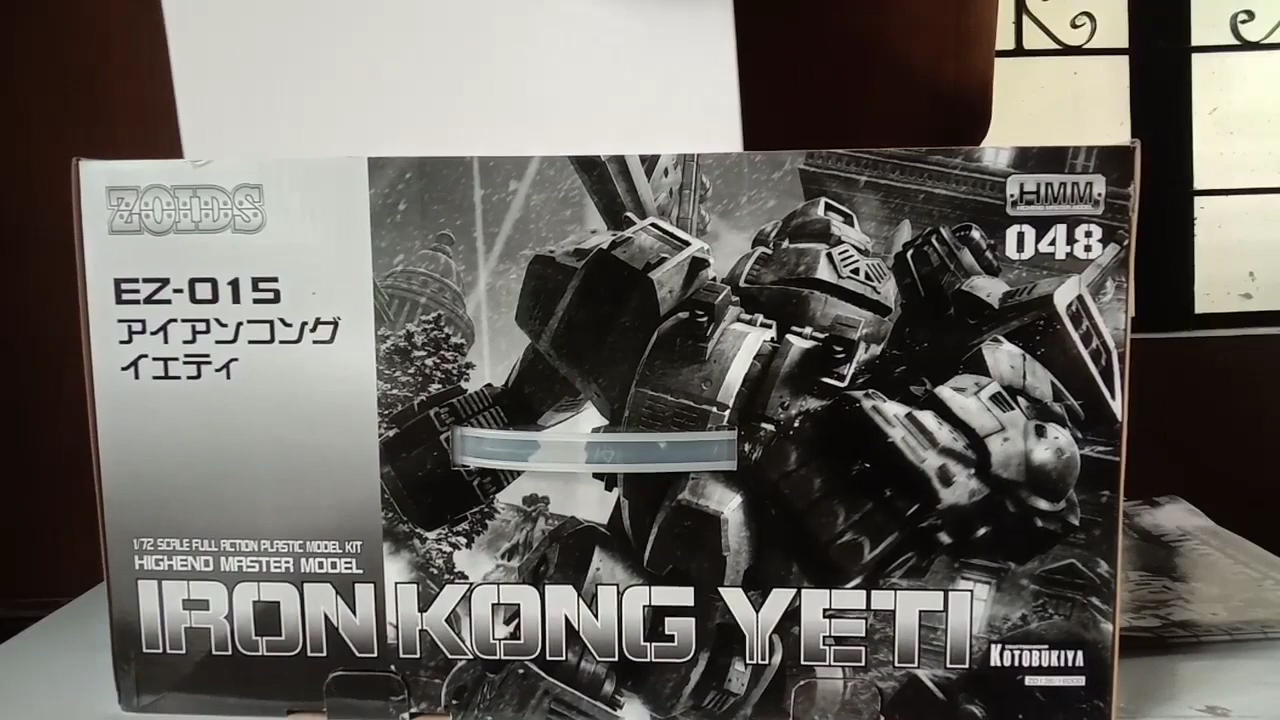 ZOIDS
EZ-015
アイアンコング
イエティ
HMM
048
1/72 SCALE FULL ACTION PLASTIC MODEL KIT
HIGHEND MASTER MODEL
IRON KONG YETI
KOTOBUKIYA